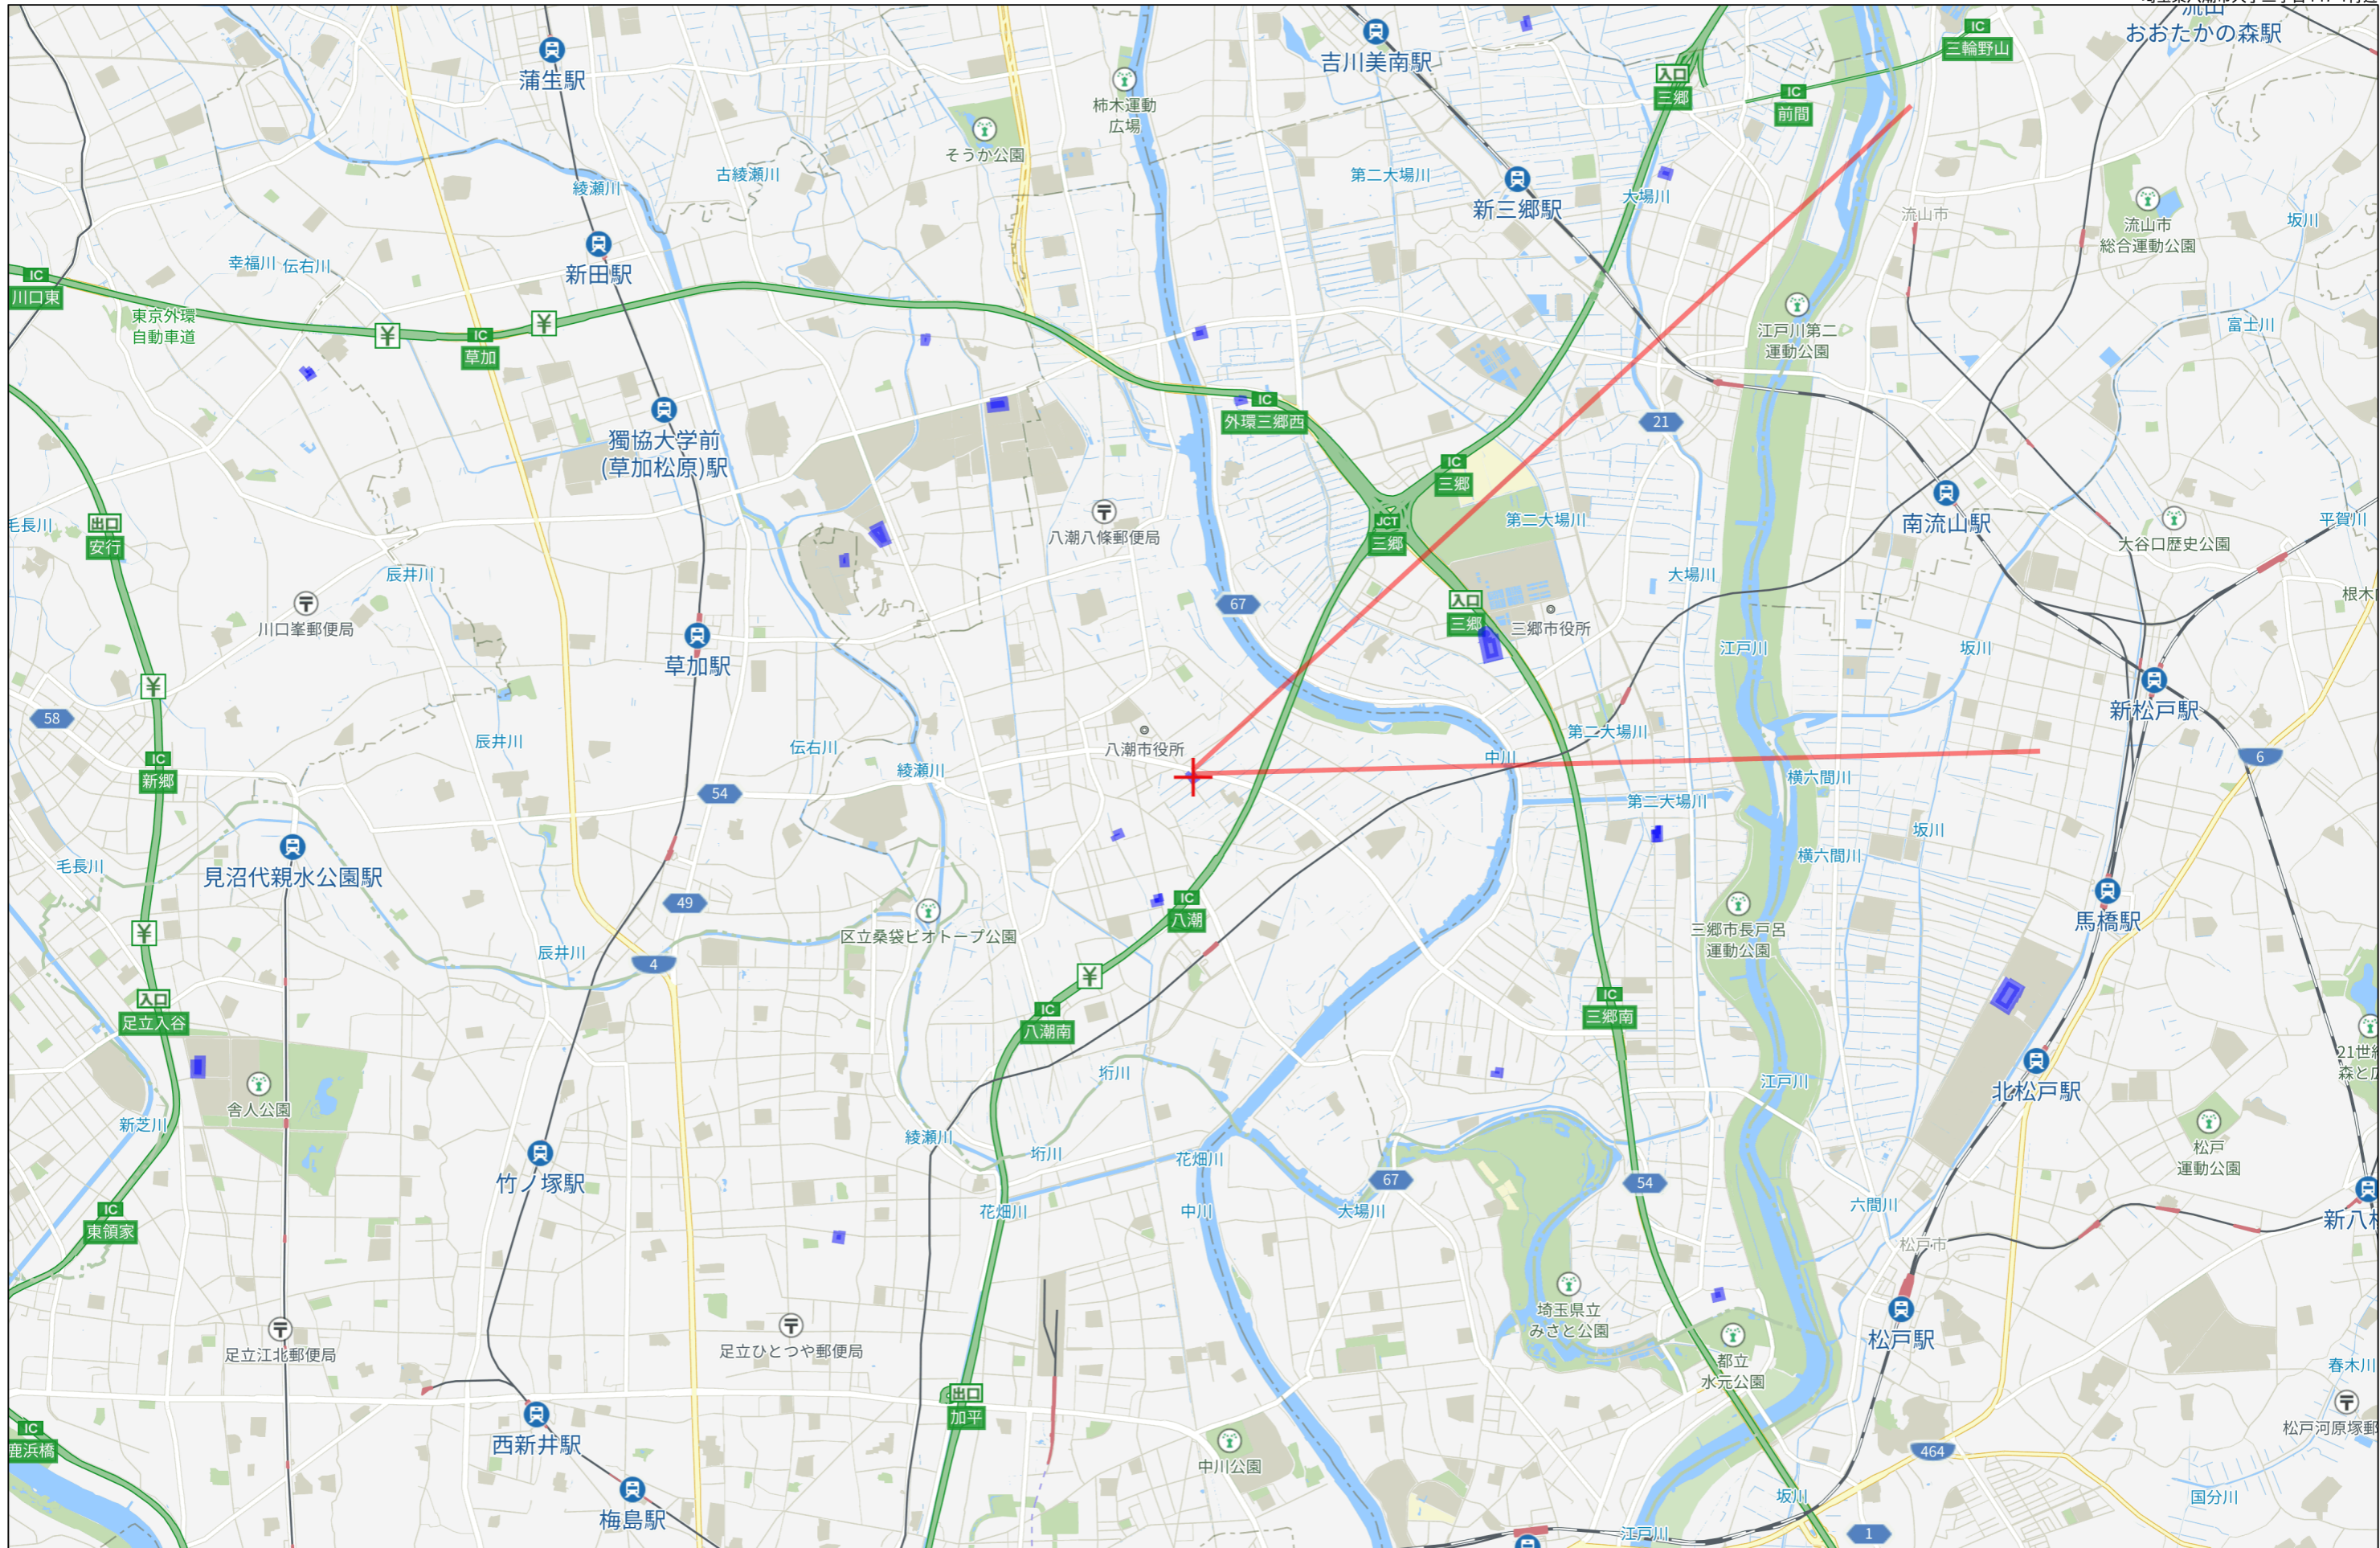 流山
おおたかの森駅
IC
三輪野山
蒲生駅
吉川美南駅
入口
三郷
IC
前間
柿木運動
広場
そうか公園
古綾瀬川
綾瀬川
第二大場川
新三郷駅
大場川
流山市
流山市
総合運動公園
坂川
新田駅
幸福川
伝右川
IC
川口東
東京外環
自動車道
¥
IC
草加
¥
江戸川第二
運動公園
富士川
獨協大学前
(草加松原)駅
IC
外環三郷西
21
IC
三郷
JCT
三郷
第二大場川
南流山駅
平賀川
大谷口歴史公園
毛長川
出口
安行
八潮八條郵便局
辰井川
川口峯郵便局
67
入口
三郷
三郷市役所
大場川
根木
草加駅
江戸川
坂川
新松戸駅
58
¥
辰井川
伝右川
綾瀬川
八潮市役所
中川
第二大場川
横六間川
6
IC
新郷
54
第二大場川
坂川
見沼代親水公園駅
毛長川
横六間川
馬橋駅
49
IC
八潮
区立桑袋ビオトープ公園
三郷市長戸呂
運動公園
¥
辰井川
4
¥
IC
八潮南
IC
三郷南
入口
足立入谷
舎人公園
新芝川
垳川
江戸川
北松戸駅
21世紀
森と広
竹ノ塚駅
綾瀬川
垳川
花畑川
松戸
運動公園
花畑川
中川
大場川
67
54
六間川
新八柱
IC
東領家
松戸市
埼玉県立
みさと公園
松戸駅
足立江北郵便局
足立ひとつや郵便局
都立
水元公園
春木川
出口
加平
IC
鹿浜橋
西新井駅
中川公園
464
松戸河原塚郵
梅島駅
坂川
国分川
江戸川
1